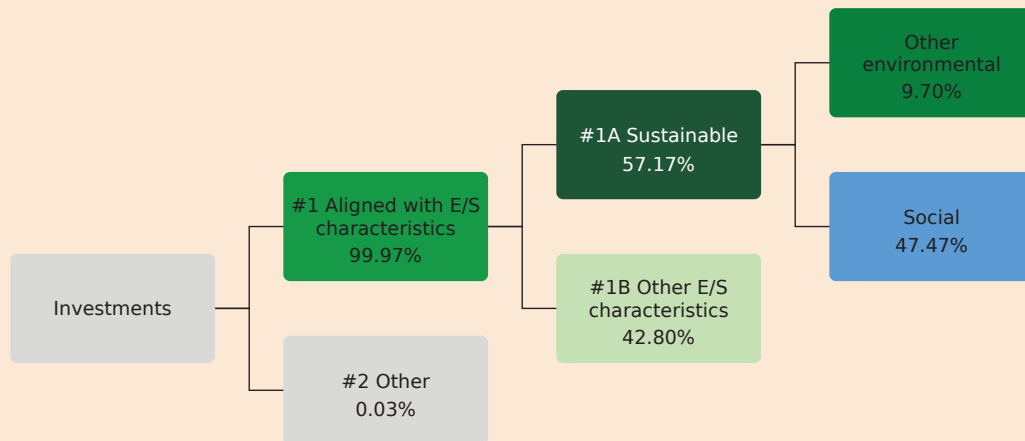 Investments
#1 Aligned with E/S
characteristics
99.97%
#2 Other
0.03%
#1A Sustainable
57.17%
#1B Other E/S
characteristics
42.80%
Other
environmental
9.70%
Social
47.47%